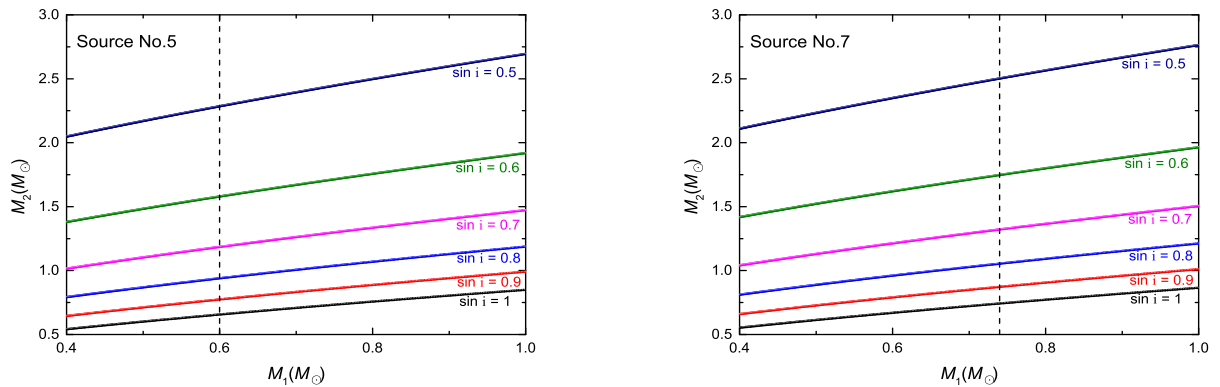 Source No.5
3.0
2.5
2.0
1.5
1.0
0.5
M₂(M☉)
sin i = 0.5
sin i = 0.6
sin i = 0.7
sin i = 0.8
sin i = 0.9
sin i = 1
0.4 0.6 0.8 1.0
M₁(M☉)
Source No.7
3.0
2.5
2.0
1.5
1.0
0.5
M₂(M☉)
sin i = 0.5
sin i = 0.6
sin i = 0.7
sin i = 0.8
sin i = 0.9
sin i = 1
0.4 0.6 0.8 1.0
M₁(M☉)